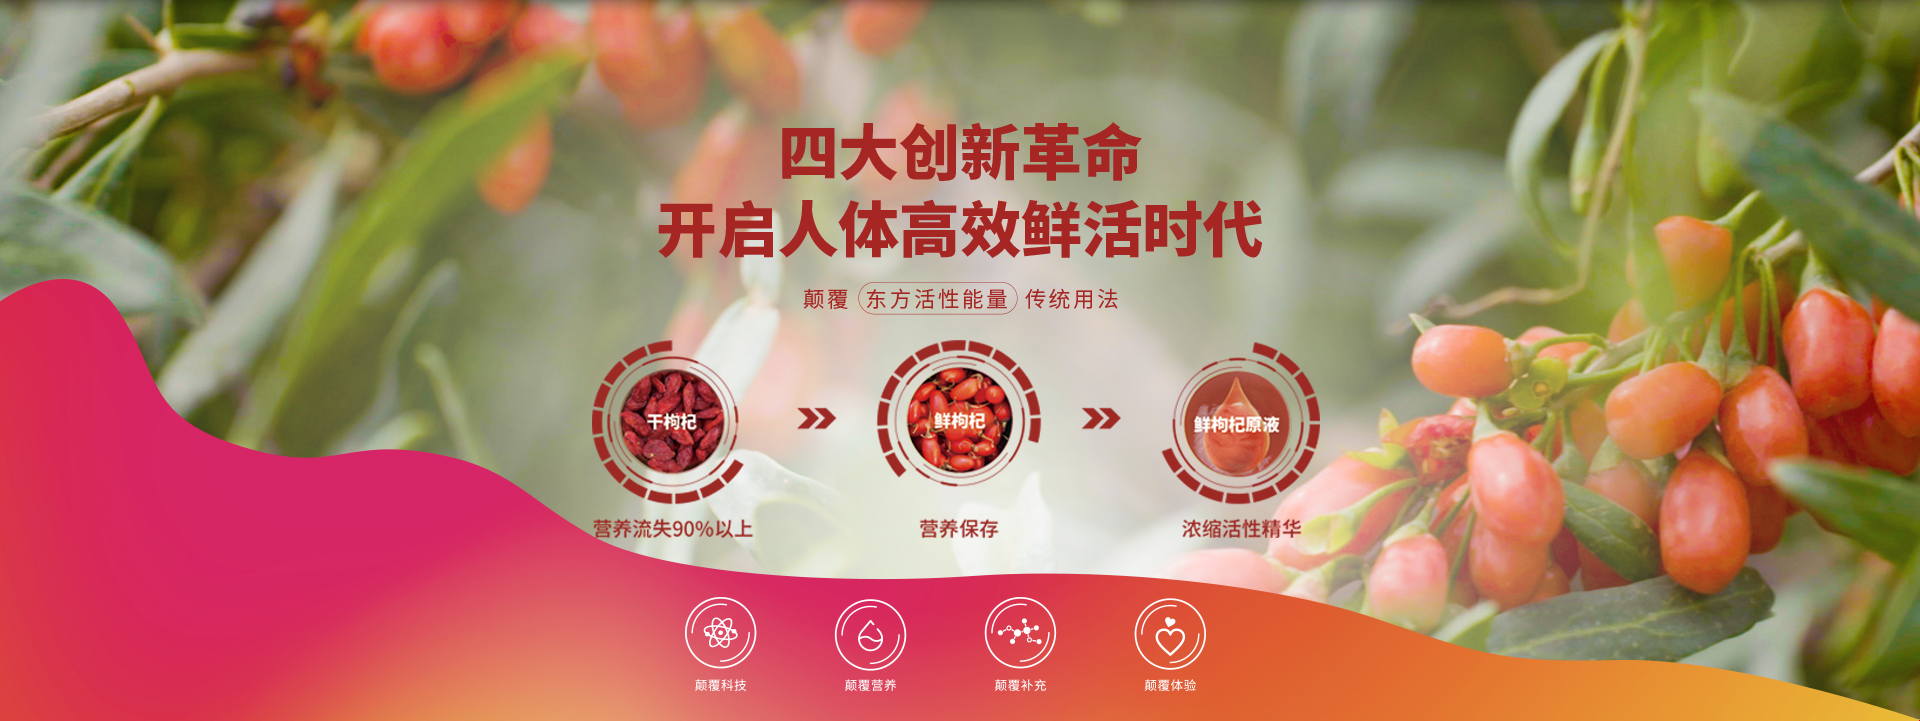 四大创新革命
开启人体高效鲜活时代
颠覆 东方活性能量 传统用法
干枸杞
鲜枸杞
鲜枸杞原液
营养流失90%以上
营养保存
浓缩活性精华
颠覆科技
颠覆营养
颠覆补充
颠覆体验